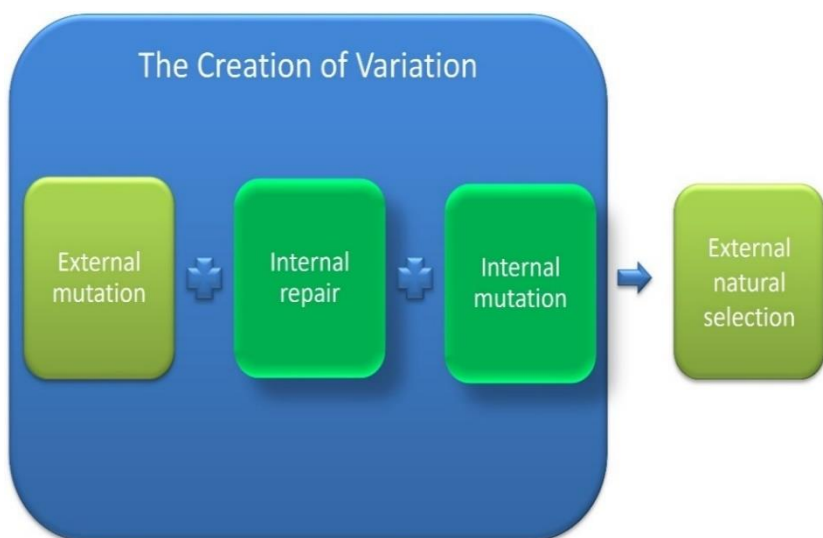 The Creation of Variation
External
mutation
Internal
repair
Internal
mutation
External
natural
selection